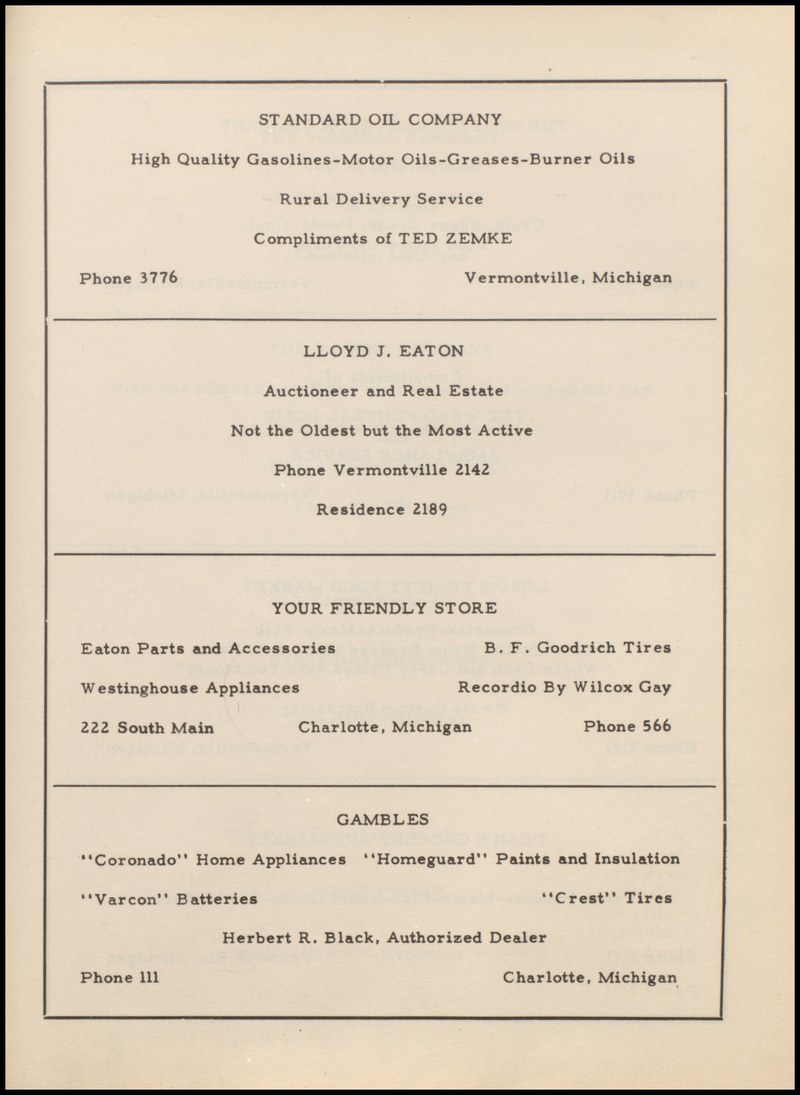 STANDARD OIL COMPANY
High Quality Gasolines-Motor Oils-Greases-Burner Oils
Rural Delivery Service
Compliments of TED ZEMKE
Phone 3776 Vermontville, Michigan
LLOYD J. EATON
Auctioneer and Real Estate
Not the Oldest but the Most Active
Phone Vermontville 2142
Residence 2189
YOUR FRIENDLY STORE
Eaton Parts and Accessories B. F. Goodrich Tires
Westinghouse Appliances Recordio By Wilcox Gay
222 South Main Charlotte, Michigan Phone 566
GAMBLES
"Coronado" Home Appliances "Homeguard" Paints and Insulation
"Varcon" Batteries "Crest" Tires
Herbert R. Black, Authorized Dealer
Phone 111 Charlotte, Michigan